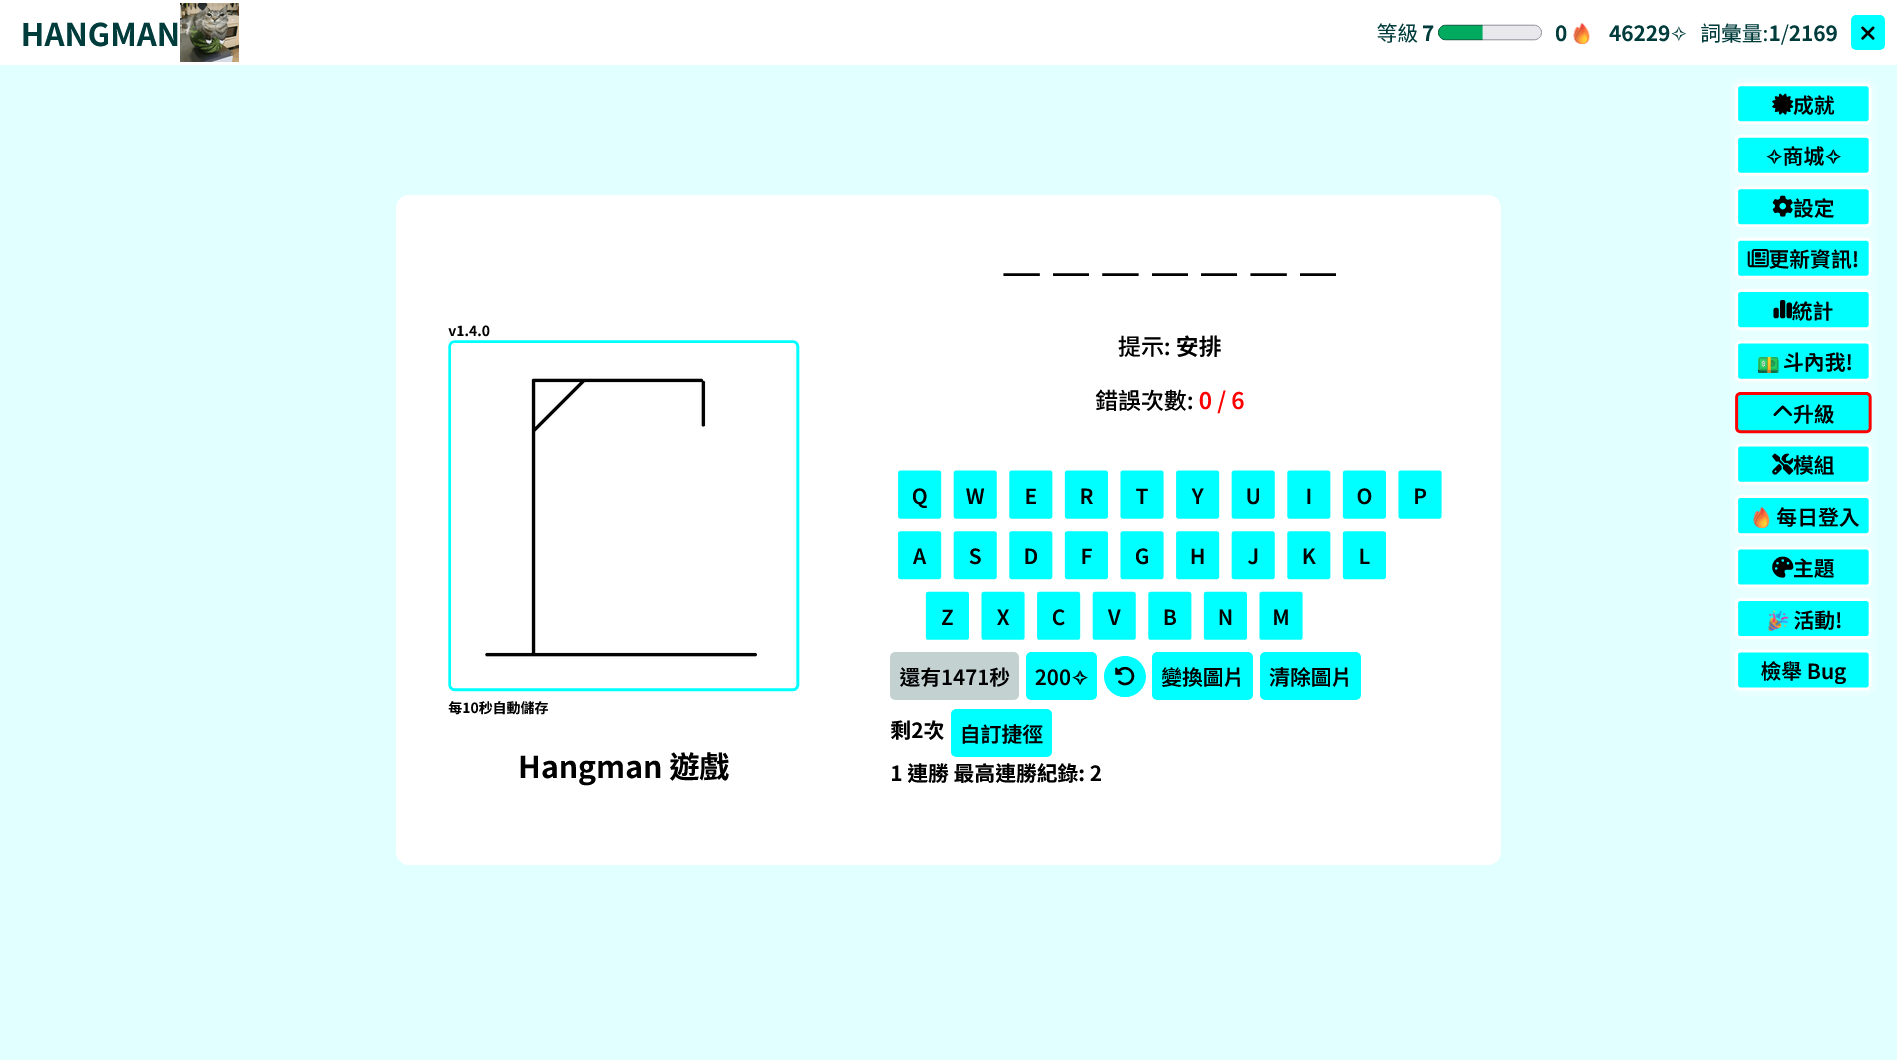 HANGMAN
等級 7 0🔥 46229✧ 詞彙量:1/2169 ×
成就
✧商城✧
設定
更新資訊!
統計
💵 斗內我!
升級
模組
🔥 每日登入
主題
🎉 活動!
檢舉 Bug
v1.4.0
每10秒自動儲存
Hangman 遊戲
_ _ _ _ _ _ _
提示: 安排
錯誤次數: 0 / 6
Q W E R T Y U I O P
A S D F G H J K L
Z X C V B N M
還有1471秒 200✧ 變換圖片 清除圖片
剩2次 自訂捷徑
1 連勝 最高連勝紀錄: 2